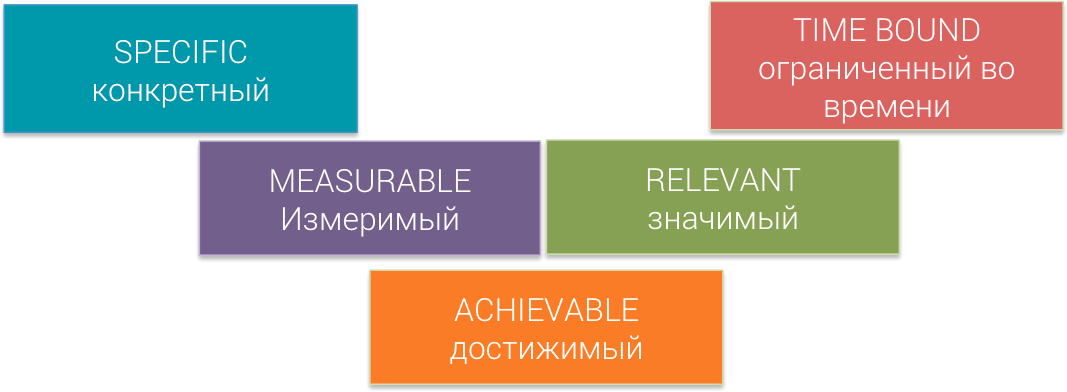 SPECIFIC
конкретный
TIME BOUND
ограниченный во
времени
MEASURABLE
Измеримый
RELEVANT
значимый
ACHIEVABLE
достижимый